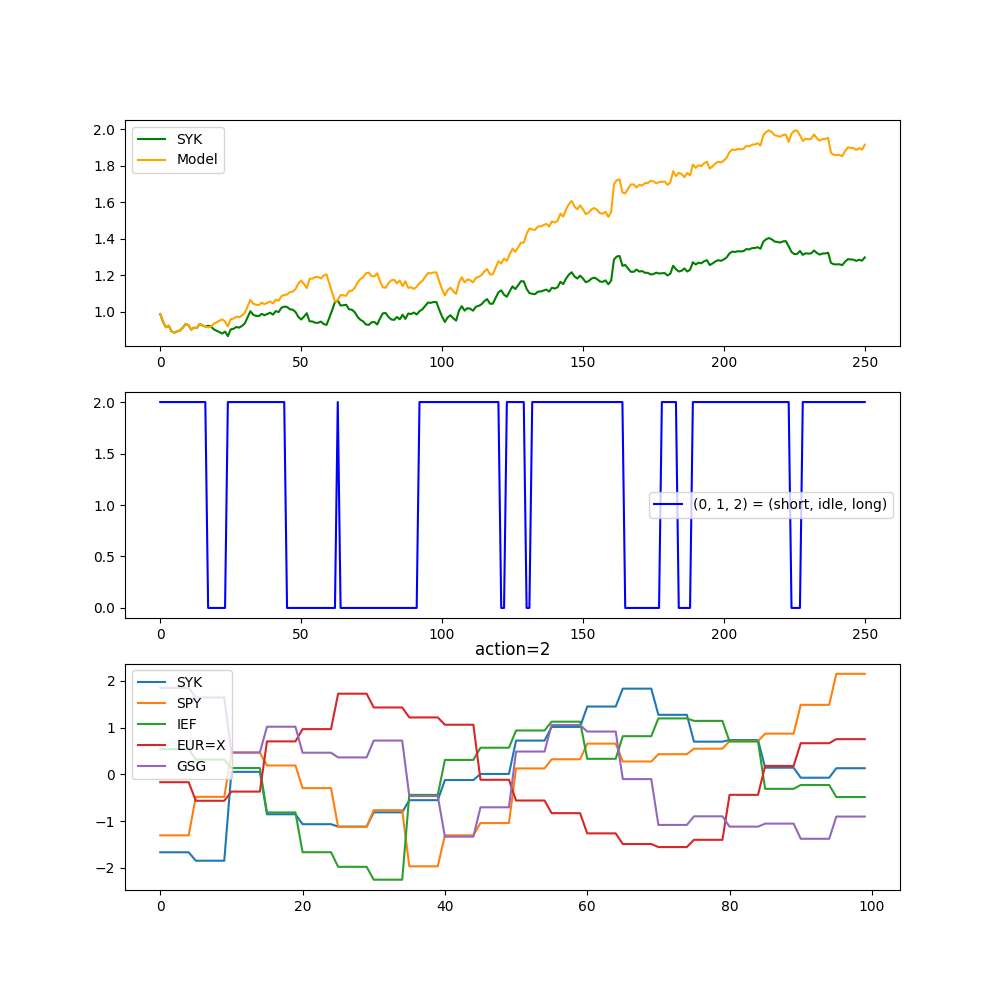 2.0
1.8
1.6
1.4
1.2
1.0
SYK
Model
0 50 100 150 200 250
2.0
1.5
1.0
0.5
0.0
(0, 1, 2) = (short, idle, long)
0 50 100 150 200 250
action=2
2
1
0
−1
−2
SYK
SPY
IEF
EUR=X
GSG
0 20 40 60 80 100